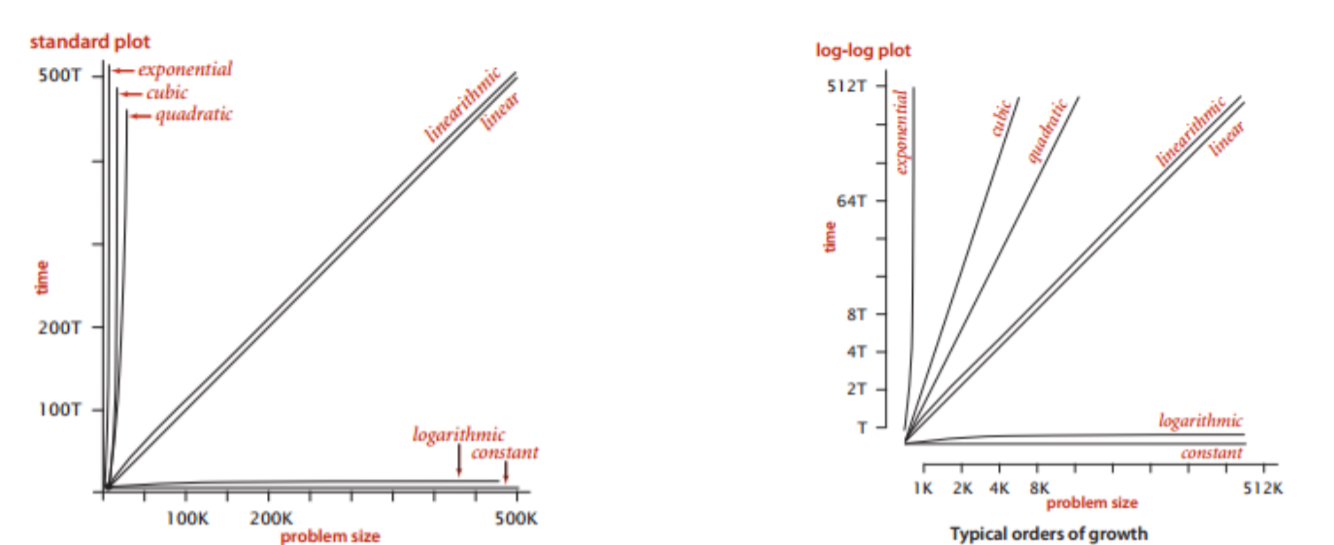 standard plot
500T
exponential
cubic
quadratic
linearithmic
linear
time
200T
100T
logarithmic
constant
100K 200K 500K
problem size
log-log plot
512T
exponential
cubic
quadratic
linearithmic
linear
64T
time
8T
4T
2T
T
logarithmic
constant
1K 2K 4K 8K 512K
problem size
Typical orders of growth